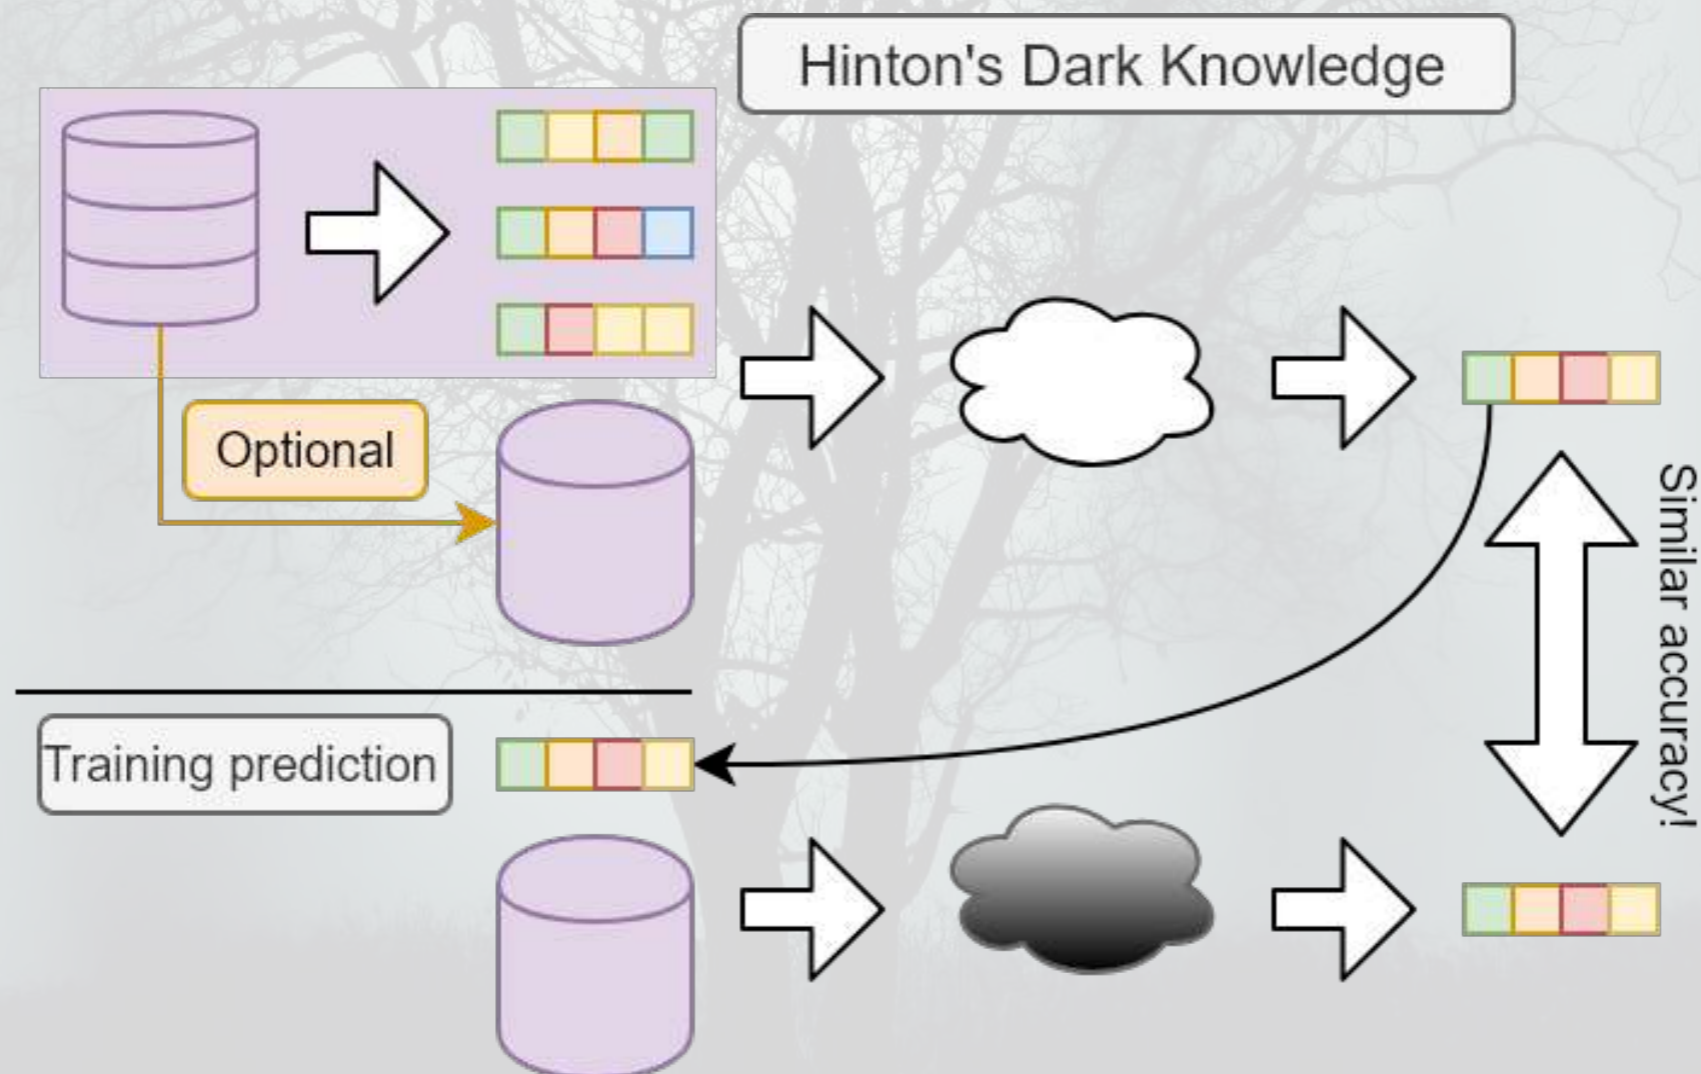 Hinton's Dark Knowledge
Optional
Similar accuracy!
Training prediction